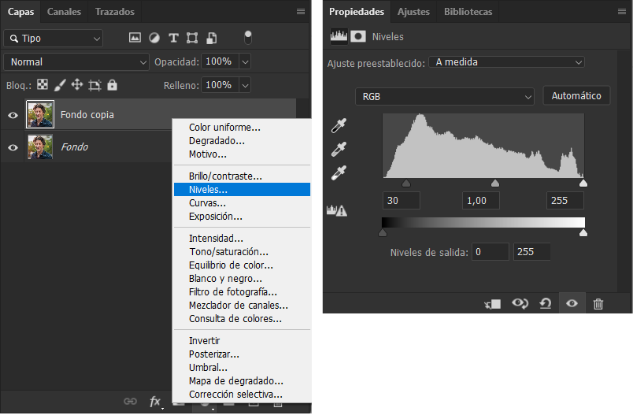 Capas Canales Trazados
Tipo
Normal Opacidad: 100%
Bloq.: Relleno: 100%
Fondo copia
Fondo
fx
Color uniforme...
Degradado...
Motivo...
Brillo/contraste...
Niveles...
Curvas...
Exposición...
Intensidad...
Tono/saturación...
Equilibrio de color...
Blanco y negro...
Filtro de fotografía...
Mezclador de canales...
Consulta de colores...
Invertir
Posterizar...
Umbral...
Mapa de degradado...
Corrección selectiva...
Propiedades Ajustes Bibliotecas
Niveles
Ajuste preestablecido: A medida
RGB Automático
30 1,00 255
Niveles de salida: 0 255